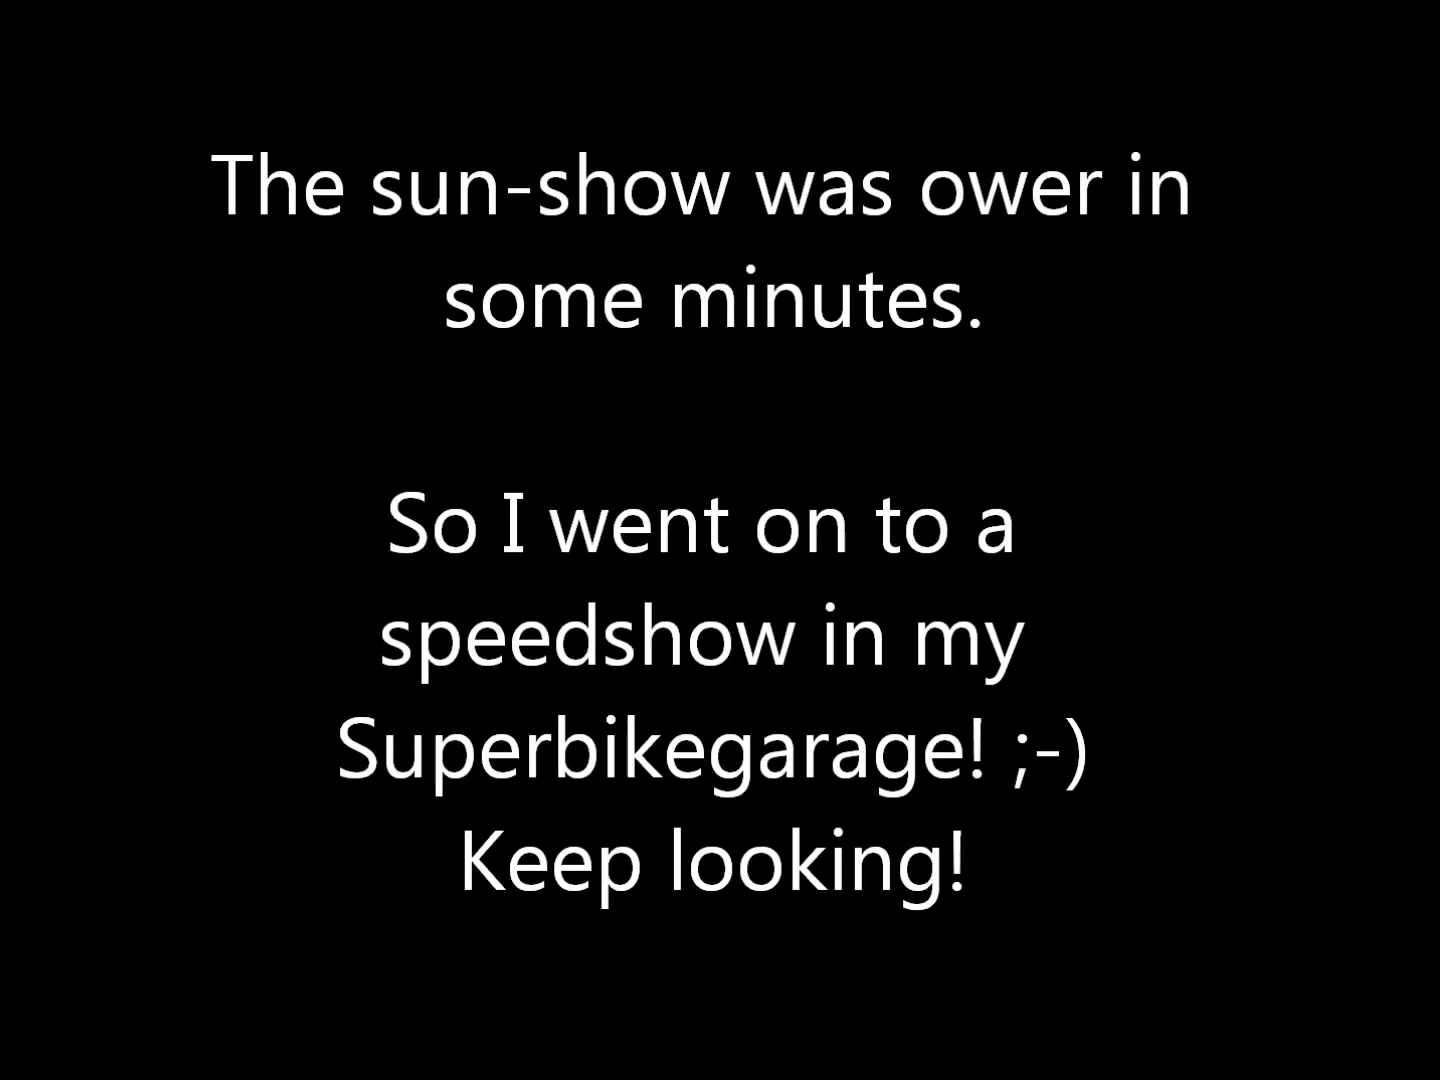 The sun-show was ower in
some minutes.
So I went on to a
speedshow in my
Superbikegarage! ;-)
Keep looking!